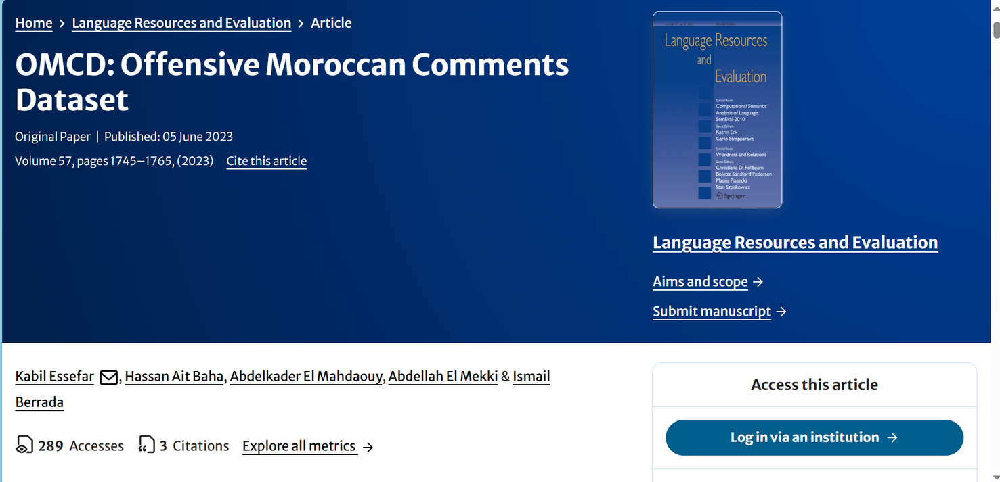 Home > Language Resources and Evaluation > Article
OMCD: Offensive Moroccan Comments
Dataset
Original Paper | Published: 05 June 2023
Volume 57, pages 1745–1765, (2023) Cite this article
Language Resources
and
Evaluation
Special Issue:
Computational Semantic
Analysis of Language:
SemEval-2010
Guest Editors:
Katrin Erk
Carlo Strapparava
Special Issue:
Wordnets and Relations
Guest Editors:
Christiane D. Fellbaum
Bolette Sandford Pedersen
Maciej Piasecki
Stan Szpakowicz
Springer
Language Resources and Evaluation
Aims and scope →
Submit manuscript →
Kabil Essefar, Hassan Ait Baha, Abdelkader El Mahdaouy, Abdellah El Mekki & Ismail
Berrada
289 Accesses 3 Citations Explore all metrics →
Access this article
Log in via an institution →